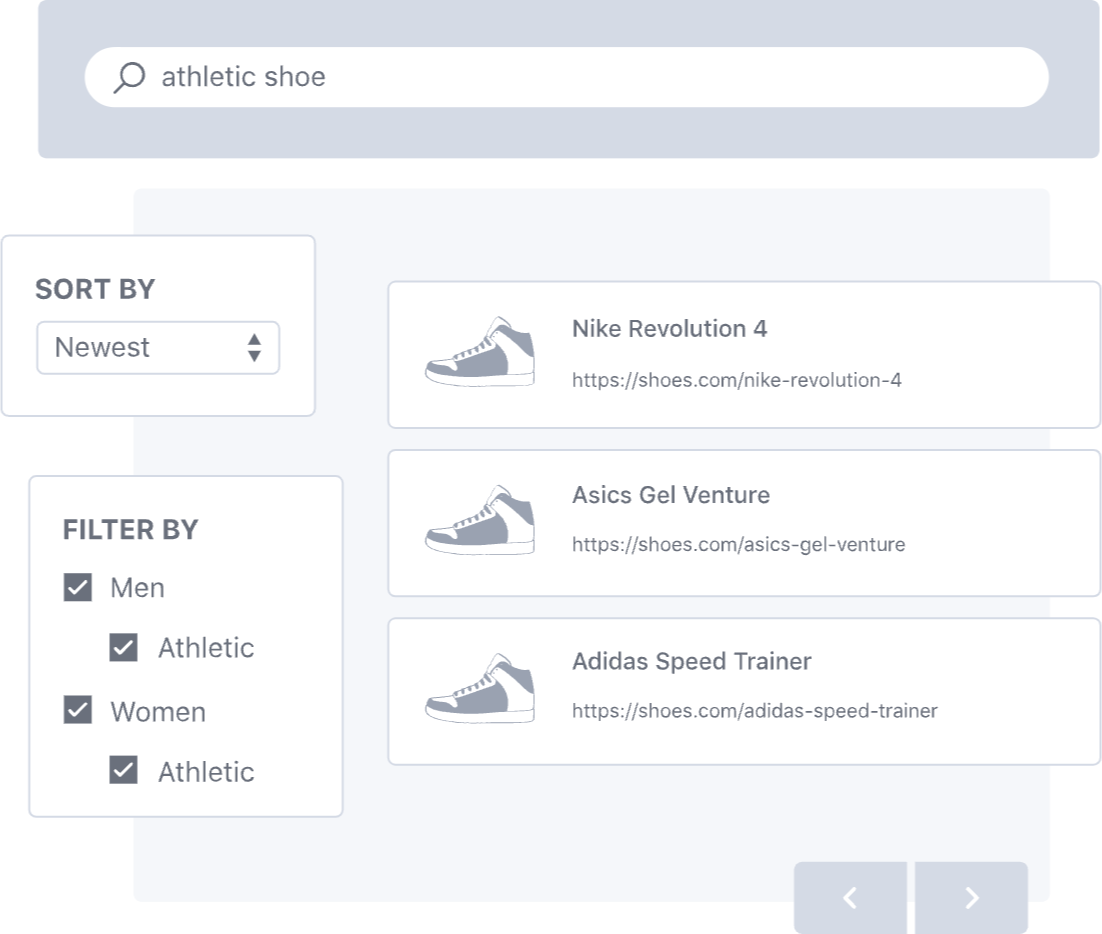 athletic shoe
SORT BY
Newest
FILTER BY
Men
Athletic
Women
Athletic
Nike Revolution 4
https://shoes.com/nike-revolution-4
Asics Gel Venture
https://shoes.com/asics-gel-venture
Adidas Speed Trainer
https://shoes.com/adidas-speed-trainer